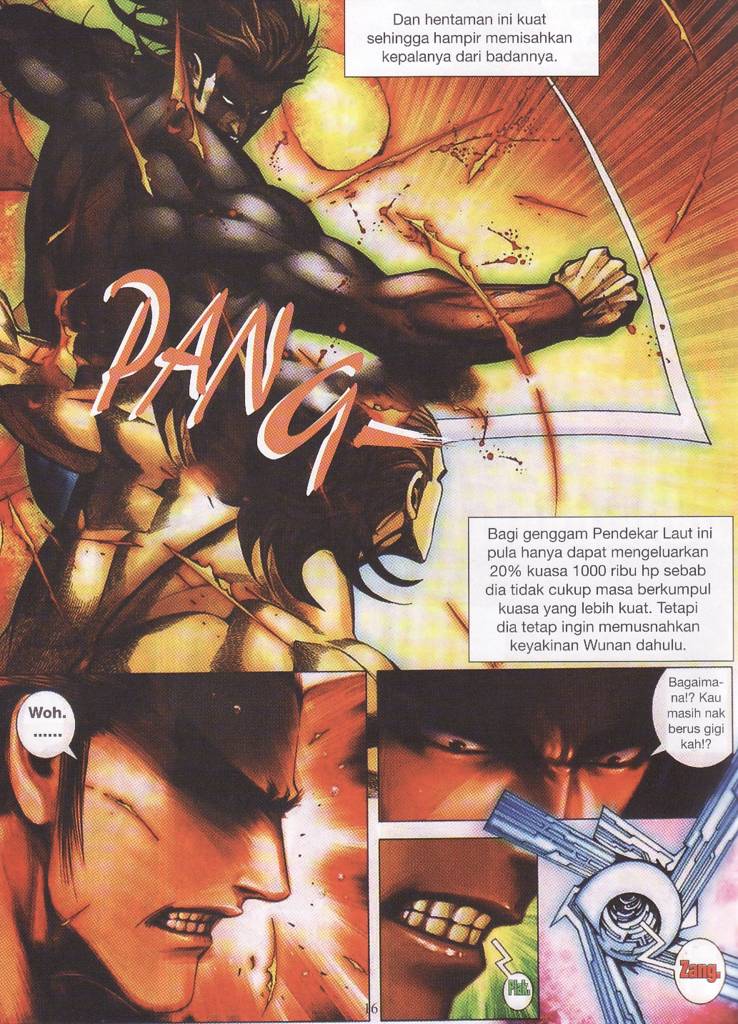 Dan hentaman ini kuat
sehingga hampir memisahkan
kepalanya dari badannya.
PANG
Bagi genggam Pendekar Laut ini
pula hanya dapat mengeluarkan
20% kuasa 1000 ribu hp sebab
dia tidak cukup masa berkumpul
kuasa yang lebih kuat. Tetapi
dia tetap ingin memusnahkan
keyakinan Wunan dahulu.
Woh.
......
Bagaima-
na!? Kau
masih nak
berus gigi
kah!?
Plak.
Zang.
16